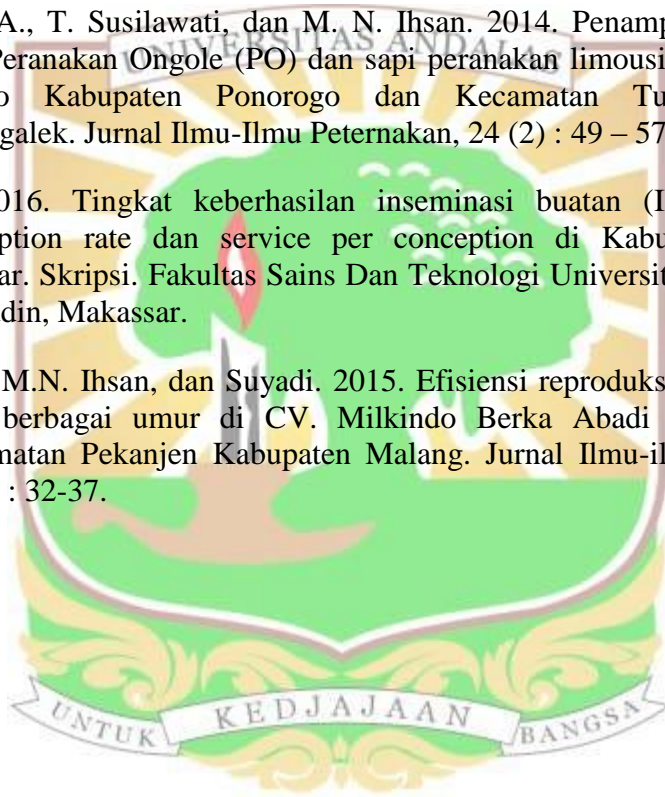 A., T. Susilawati, dan M. N. Ihsan. 2014. Penamp
UNIVERSITAS ANDALAS
Peranakan Ongole (PO) dan sapi peranakan limousi
o Kabupaten Ponorogo dan Kecamatan Tu
galek. Jurnal Ilmu-Ilmu Peternakan, 24 (2) : 49 – 57
016. Tingkat keberhasilan inseminasi buatan (I
ption rate dan service per conception di Kabu
ar. Skripsi. Fakultas Sains Dan Teknologi Universit
din, Makassar.
M.N. Ihsan, dan Suyadi. 2015. Efisiensi reproduks
berbagai umur di CV. Milkindo Berka Abadi
matan Pekanjen Kabupaten Malang. Jurnal Ilmu-il
: 32-37.
UNTUK KEDJAJAAN BANGSA